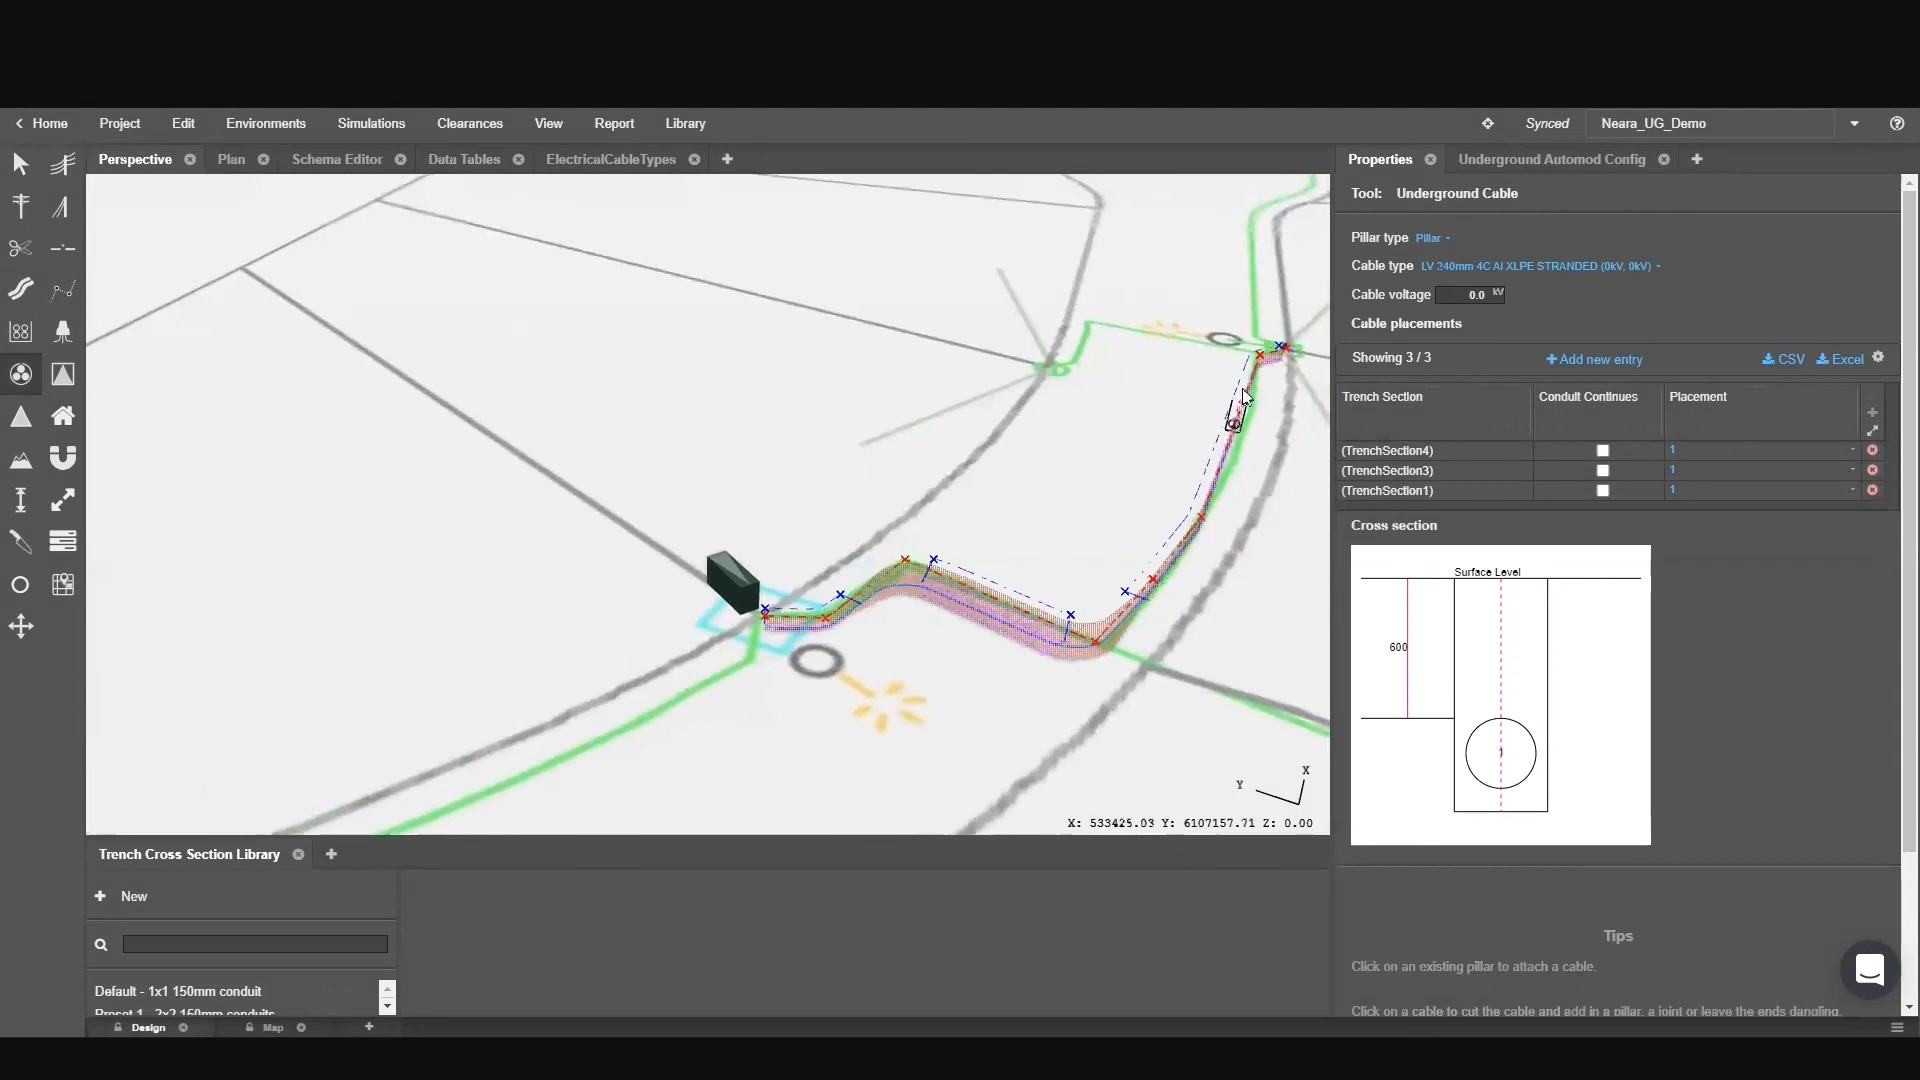 Home Project Edit Environments Simulations Clearances View Report Library Synced Neara_UG_Demo
Perspective Plan Schema Editor Data Tables ElectricalCableTypes Properties Underground Automod Config
Tool: Underground Cable
Pillar type Pillar
Cable type LV 240mm 4C Al XLPE STRANDED (0kV, 0kV)
Cable voltage 0.0 kV
Cable placements
Showing 3 / 3 + Add new entry CSV Excel
Trench Section Conduit Continues Placement
(TrenchSection4) 1
(TrenchSection3) 1
(TrenchSection1) 1
Cross section
Surface Level
600
1
X
Y
X: 533425.03 Y: 6107157.71 Z: 0.00
Trench Cross Section Library
+ New
Default - 1x1 150mm conduit
Preset 1 - 2x2 150mm conduits
Design Map
Tips
Click on an existing pillar to attach a cable.
Click on a cable to cut the cable and add in a pillar, a joint or leave the ends dangling.